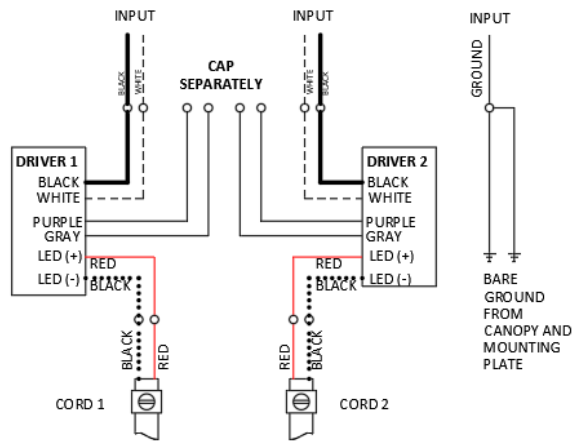 INPUT
INPUT
INPUT
BLACK
WHITE
CAP
SEPARATELY
WHITE
BLACK
GROUND
DRIVER 1
BLACK
WHITE
PURPLE
GRAY
LED (+)
LED (-)
RED
BLACK
DRIVER 2
BLACK
WHITE
PURPLE
GRAY
LED (+)
LED (-)
RED
BLACK
BARE
GROUND
FROM
CANOPY AND
MOUNTING
PLATE
BLACK
RED
RED
BLACK
CORD 1
CORD 2